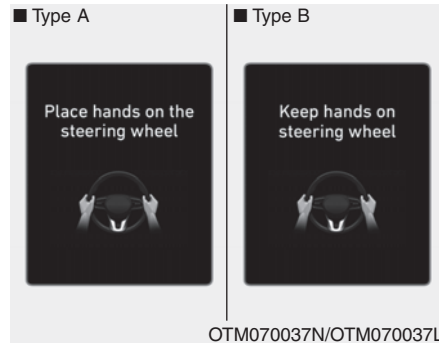 ■ Type A
Place hands on the
steering wheel
■ Type B
Keep hands on
steering wheel
OTM070037N/OTM070037L